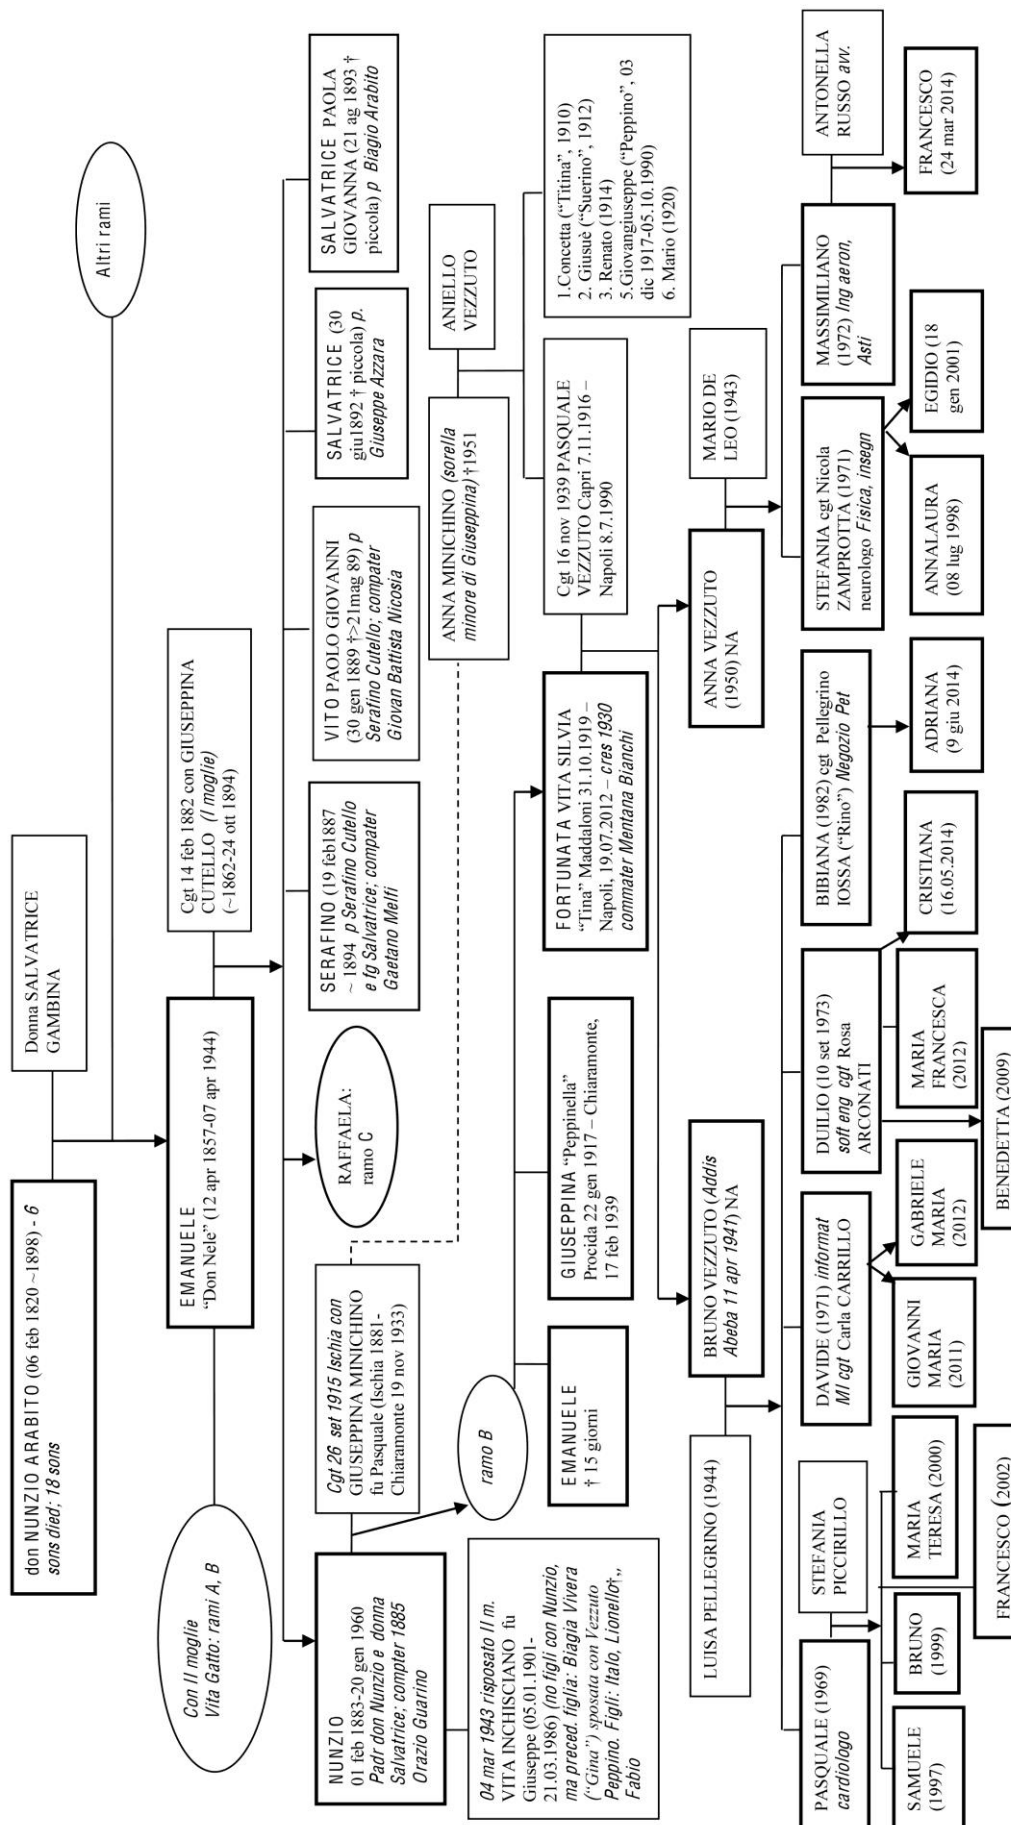 don NUNZIO ARABITO (06 feb 1820 ~1898) - 6
sons died; 18 sons
Donna SALVATRICE
GAMBINA
Altri rami
Con II moglie
Vita Gatto: rami A, B
EMANUELE
“Don Nele” (12 apr 1857-07 apr 1944)
Cgt 14 feb 1882 con GIUSEPPINA
CUTELLO (I moglie)
(~1862-24 ott 1894)
NUNZIO
01 feb 1883-20 gen 1960
Padr don Nunzio e donna
Salvatrice; compter 1885
Orazio Guarino
Cgt 26 set 1915 Ischia con
GIUSEPPINA MINICHINO
fu Pasquale (Ischia 1881-
Chiaramonte 19 nov 1933)
RAFFAELA:
ramo C
SERAFINO (19 feb1887
~ 1894 p Serafino Cutello
e fg Salvatrice; compater
Gaetano Melfi
VITO PAOLO GIOVANNI
(30 gen 1889 †>21mag 89) p
Serafino Cutello; compater
Giovan Battista Nicosia
SALVATRICE (30
giu1892 † piccola) p.
Giuseppe Azzara
SALVATRICE PAOLA
GIOVANNA (21 ag 1893 †
piccola) p Biagio Arabito
04 mar 1943 risposato II m.
VITA INCHISCIANO fu
Giuseppe (05.01.1901-
21.03.1986) (no figli con Nunzio,
ma preced. figlia: Biagia Vivera
(“Gina”) sposata con Vezzuto
Peppino. Figli: Italo, Lionello†,,
Fabio
ramo B
ANNA MINICHINO (sorella
minore di Giuseppina) †1951
ANIELLO
VEZZUTO
EMANUELE
† 15 giorni
GIUSEPPINA “Peppinella”
Procida 22 gen 1917 – Chiaramonte,
17 feb 1939
FORTUNATA VITA SILVIA
“Tina” Maddaloni 31.10.1919 –
Napoli, 19.07.2012 – cres 1930
commater Mentana Bianchi
Cgt 16 nov 1939 PASQUALE
VEZZUTO Capri 7.11.1916 –
Napoli 8.7.1990
1.Concetta (“Titina”, 1910)
2. Giusuè (“Suerino”, 1912)
3. Renato (1914)
5.Giovangiuseppe (“Peppino”, 03
dic 1917-05.10.1990)
6. Mario (1920)
LUISA PELLEGRINO (1944)
BRUNO VEZZUTO (Addis
Abeba 11 apr 1941) NA
ANNA VEZZUTO
(1950) NA
MARIO DE
LEO (1943)
PASQUALE (1969)
cardiologo
STEFANIA
PICCIRILLO
DAVIDE (1971) informat
MI cgt Carla CARRILLO
DUILIO (10 set 1973)
soft eng cgt Rosa
ARCONATI
BIBIANA (1982) cgt Pellegrino
IOSSA (“Rino”) Negozio Pet
STEFANIA cgt Nicola
ZAMPROTTA (1971)
neurologo Fisica, insegn
MASSIMILIANO
(1972) Ing aeron,
Asti
ANTONELLA
RUSSO avv.
SAMUELE
(1997)
BRUNO
(1999)
MARIA
TERESA (2000)
FRANCESCO (2002)
GIOVANNI
MARIA
(2011)
GABRIELE
MARIA
(2012)
BENEDETTA (2009)
MARIA
FRANCESCA
(2012)
CRISTIANA
(16.05.2014)
ADRIANA
(9 giu 2014)
ANNALAURA
(08 lug 1998)
EGIDIO (18
gen 2001)
FRANCESCO
(24 mar 2014)